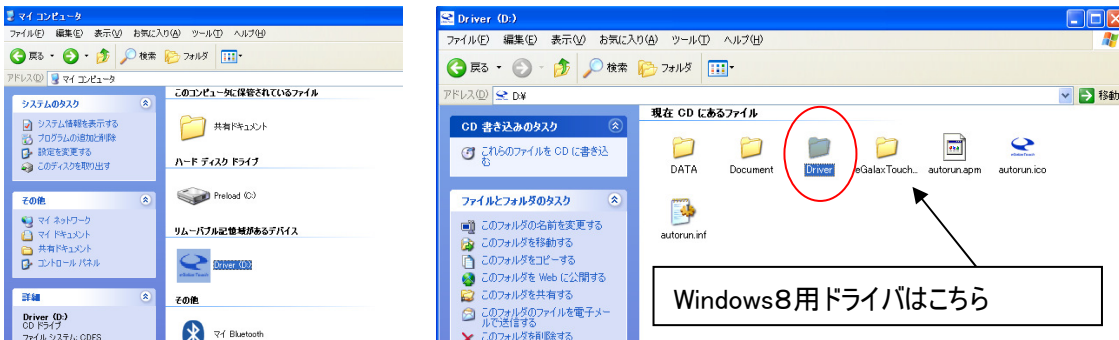 マイ コンピュータ
ファイル(F) 編集(E) 表示(V) お気に入り(A) ツール(T) ヘルプ(H)
戻る 検索 フォルダ
アドレス(D) マイ コンピュータ
システムのタスク
システム情報を表示する
プログラムの追加と削除
設定を変更する
このディスクを取り出す
その他
マイ ネットワーク
マイ ドキュメント
共有ドキュメント
コントロール パネル
詳細
Driver (D:)
CD ドライブ
ファイル システム: CDFS
このコンピュータに保管されているファイル
共有ドキュメント
ハード ディスク ドライブ
Preload (C:)
リムーバブル記憶域があるデバイス
Driver (D:)
その他
マイ Bluetooth
Driver (D:)
ファイル(F) 編集(E) 表示(V) お気に入り(A) ツール(T) ヘルプ(H)
戻る 検索 フォルダ
アドレス(D) D:¥ 移動
CD 書き込みのタスク
これらのファイルを CD に書き込
む
ファイルとフォルダのタスク
このフォルダの名前を変更する
このフォルダを移動する
このフォルダをコピーする
このフォルダを Web に公開する
このフォルダを共有する
このフォルダのファイルを電子メー
ルで送信する
このフォルダを削除する
現在 CD にあるファイル
DATA Document Driver eGalaxTouch... autorun.apm autorun.ico
autorun.inf
Windows8用ドライバはこちら